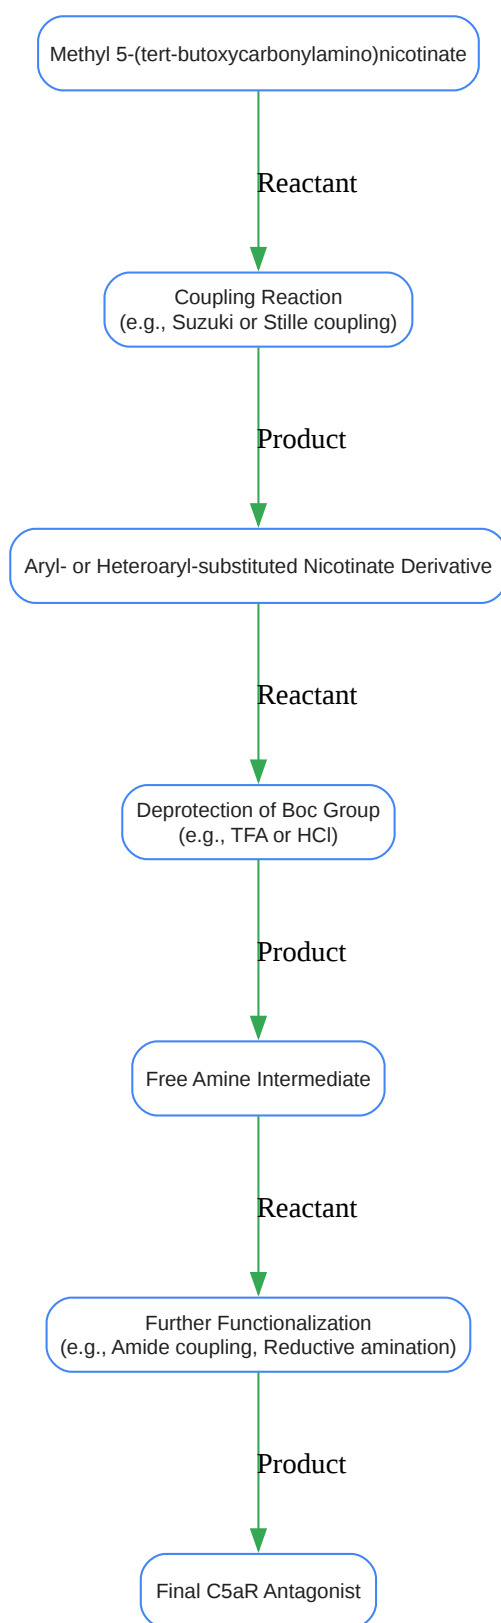 Methyl 5-(tert-butoxycarbonylamino)nicotinate
Reactant
Coupling Reaction
(e.g., Suzuki or Stille coupling)
Product
Aryl- or Heteroaryl-substituted Nicotinate Derivative
Reactant
Deprotection of Boc Group
(e.g., TFA or HCl)
Product
Free Amine Intermediate
Reactant
Further Functionalization
(e.g., Amide coupling, Reductive amination)
Product
Final C5aR Antagonist